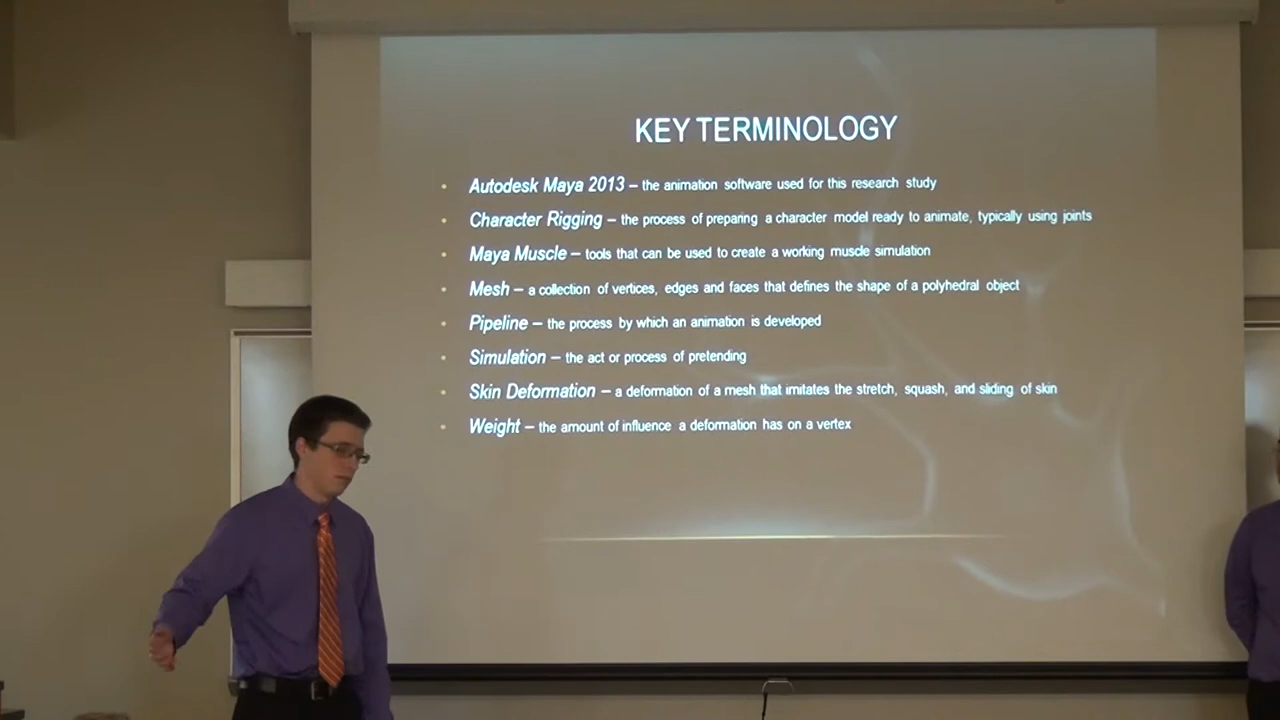 KEY TERMINOLOGY
• Autodesk Maya 2013 – the animation software used for this research study
• Character Rigging – the process of preparing a character model ready to animate, typically using joints
• Maya Muscle – tools that can be used to create a working muscle simulation
• Mesh – a collection of vertices, edges and faces that defines the shape of a polyhedral object
• Pipeline – the process by which an animation is developed
• Simulation – the act or process of pretending
• Skin Deformation – a deformation of a mesh that imitates the stretch, squash, and sliding of skin
• Weight – the amount of influence a deformation has on a vertex